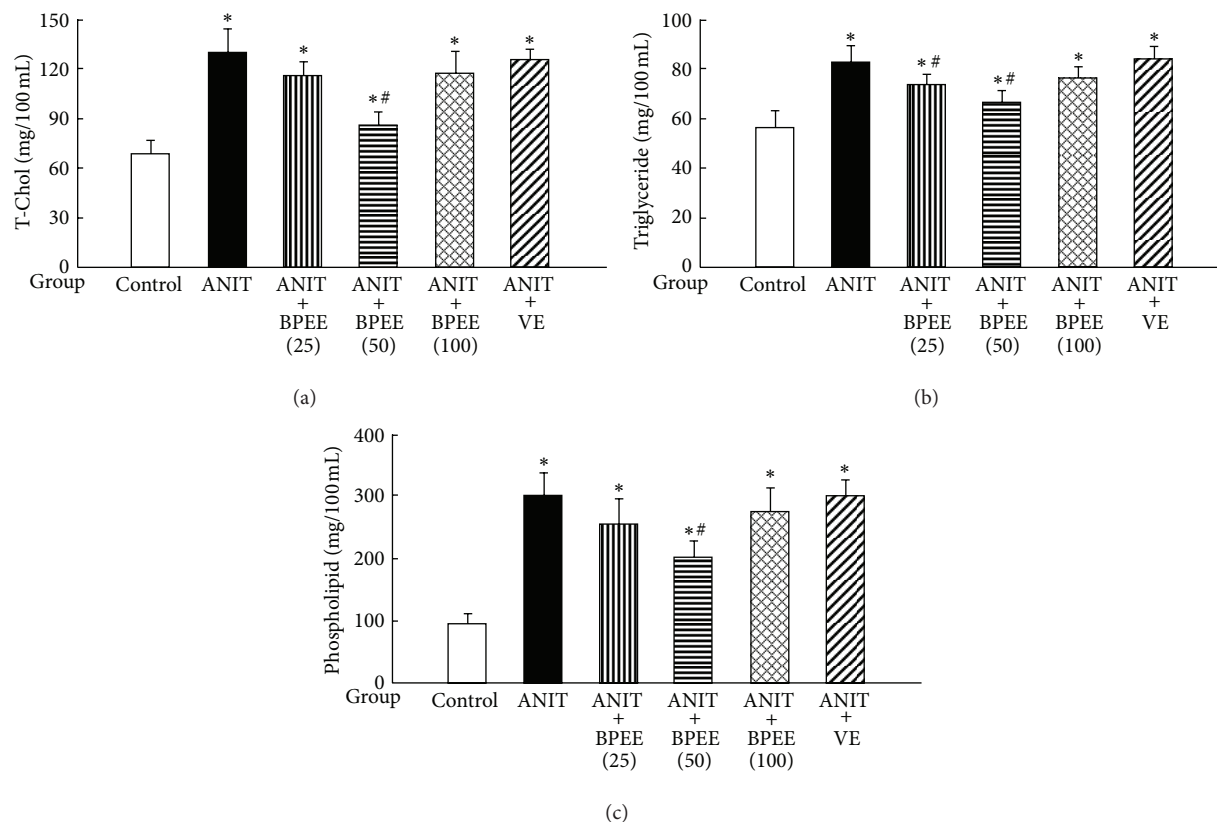 150
120
90
60
30
0
T-Chol (mg/100 mL)
* * *# * *
Group Control ANIT ANIT ANIT ANIT ANIT
+ + + +
BPEE BPEE BPEE VE
(25) (50) (100)
(a)
100
80
60
40
20
0
Triglyceride (mg/100 mL)
* *# *# * *
Group Control ANIT ANIT ANIT ANIT ANIT
+ + + +
BPEE BPEE BPEE VE
(25) (50) (100)
(b)
400
300
200
100
0
Phospholipid (mg/100 mL)
* * *# * *
Group Control ANIT ANIT ANIT ANIT ANIT
+ + + +
BPEE BPEE BPEE VE
(25) (50) (100)
(c)